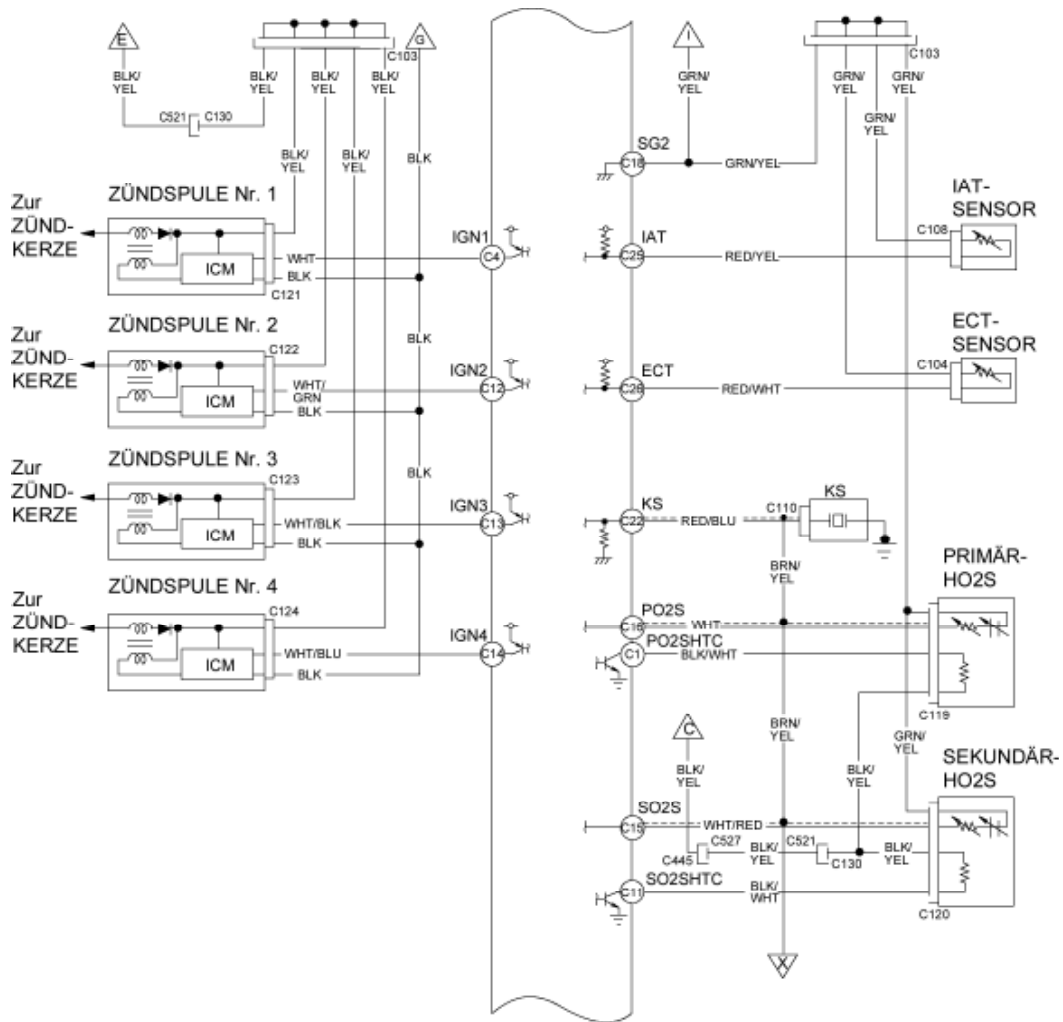 E
G
I
C103
C103
BLK/
YEL
BLK/
YEL
BLK/
YEL
BLK/
YEL
GRN/
YEL
GRN/
YEL
GRN/
YEL
GRN/
YEL
C521
C130
BLK/
YEL
BLK/
YEL
BLK
SG2
C18
GRN/YEL
Zur
ZÜND-
KERZE
ZÜNDSPULE Nr. 1
ICM
WHT
BLK
C121
IGN1
C4
IAT
C25
RED/YEL
C108
IAT-
SENSOR
BLK
Zur
ZÜND-
KERZE
ZÜNDSPULE Nr. 2
C122
ICM
WHT/
GRN
BLK
IGN2
C12
ECT
C26
RED/WHT
C104
ECT-
SENSOR
BLK
Zur
ZÜND-
KERZE
ZÜNDSPULE Nr. 3
C123
ICM
WHT/BLK
BLK
IGN3
C13
KS
C22
RED/BLU
C110
KS
BRN/
YEL
Zur
ZÜND-
KERZE
ZÜNDSPULE Nr. 4
C124
ICM
WHT/BLU
BLK
IGN4
C14
PO2S
C16
WHT
PO2SHTC
C1
BLK/WHT
PRIMÄR-
HO2S
C119
C
BLK/
YEL
BRN/
YEL
BLK/
YEL
GRN/
YEL
SEKUNDÄR-
HO2S
SO2S
C15
WHT/RED
C527
C445
BLK/
YEL
C521
C130
BLK/
YEL
SO2SHTC
C11
BLK/
WHT
C120
X